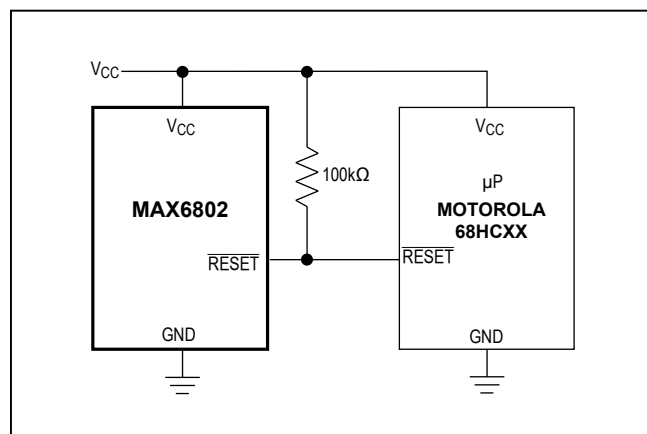 VCC
VCC
MAX6802
RESET
GND
100kΩ
VCC
µP
MOTOROLA
68HCXX
RESET
GND